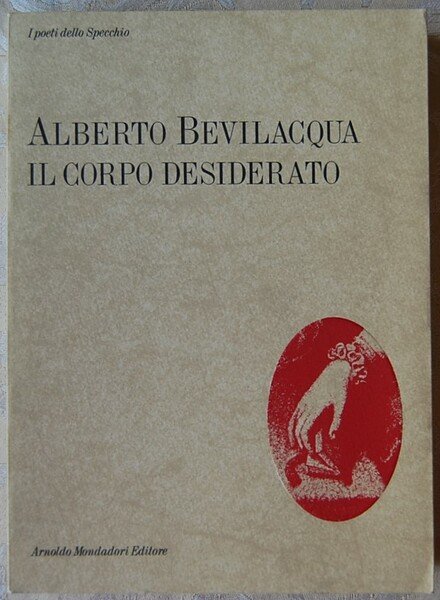 I poeti dello Specchio
ALBERTO BEVILACQUA
IL CORPO DESIDERATO
Arnoldo Mondadori Editore